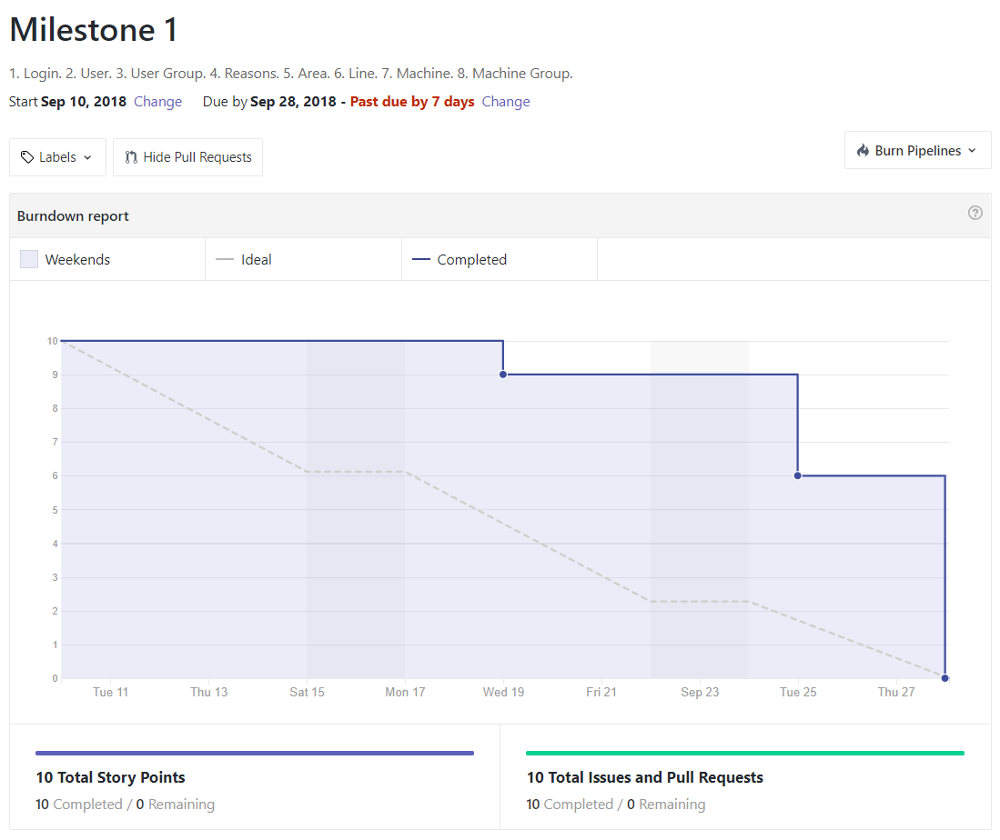 Milestone 1
1. Login. 2. User. 3. User Group. 4. Reasons. 5. Area. 6. Line. 7. Machine. 8. Machine Group.
Start Sep 10, 2018 Change Due by Sep 28, 2018 - Past due by 7 days Change
Labels Hide Pull Requests Burn Pipelines
Burndown report
Weekends Ideal Completed
10
9
8
7
6
5
4
3
2
1
0
Tue 11 Thu 13 Sat 15 Mon 17 Wed 19 Fri 21 Sep 23 Tue 25 Thu 27
10 Total Story Points
10 Completed / 0 Remaining
10 Total Issues and Pull Requests
10 Completed / 0 Remaining